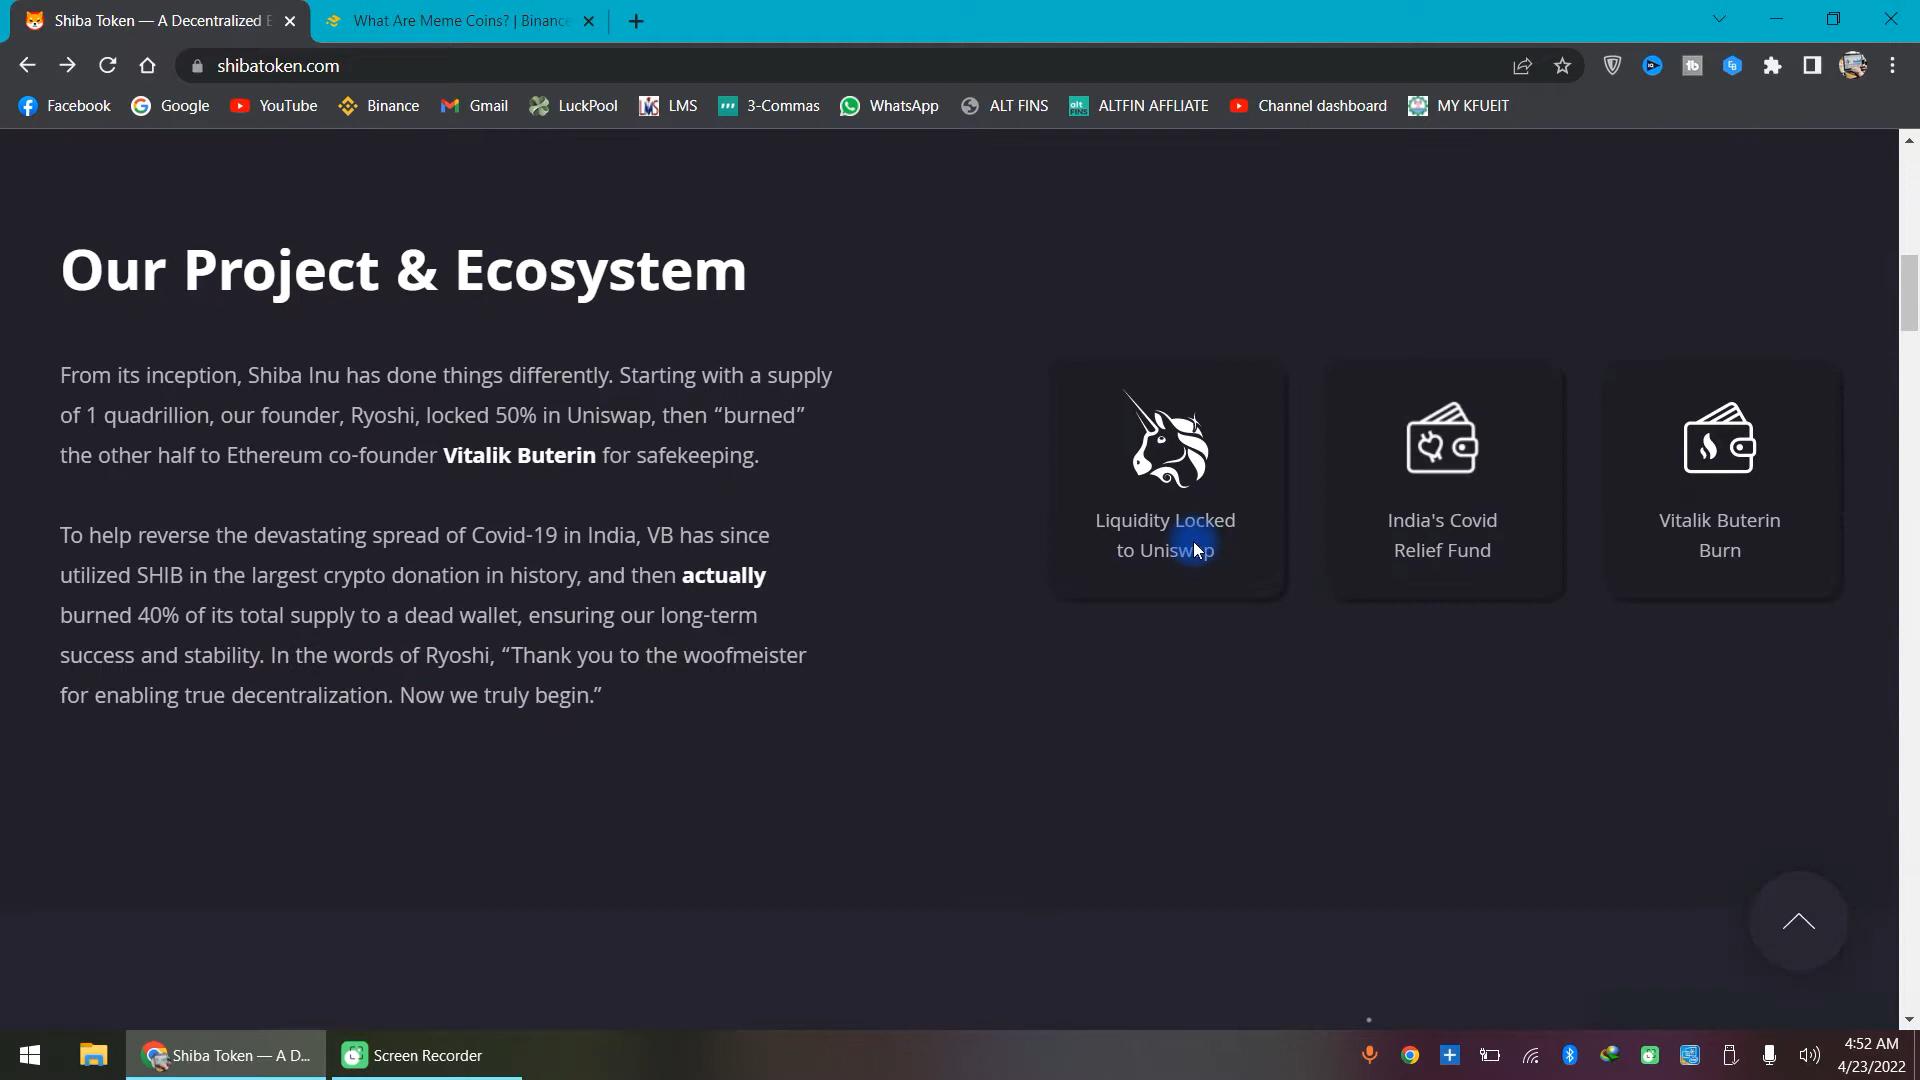 Shiba Token — A Decentralized E
What Are Meme Coins? | Binance
shibatoken.com
Facebook Google YouTube Binance Gmail LuckPool LMS 3-Commas WhatsApp ALT FINS ALTFIN AFFLIATE Channel dashboard MY KFUEIT
Our Project & Ecosystem
From its inception, Shiba Inu has done things differently. Starting with a supply
of 1 quadrillion, our founder, Ryoshi, locked 50% in Uniswap, then “burned”
the other half to Ethereum co-founder Vitalik Buterin for safekeeping.
To help reverse the devastating spread of Covid-19 in India, VB has since
utilized SHIB in the largest crypto donation in history, and then actually
burned 40% of its total supply to a dead wallet, ensuring our long-term
success and stability. In the words of Ryoshi, “Thank you to the woofmeister
for enabling true decentralization. Now we truly begin.”
Liquidity Locked
to Uniswap
India's Covid
Relief Fund
Vitalik Buterin
Burn
Shiba Token — A D...
Screen Recorder
4:52 AM
4/23/2022